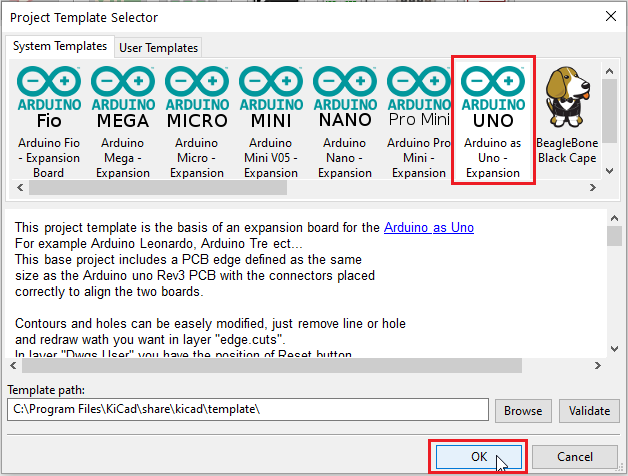 Project Template Selector
System Templates
User Templates
ARDUINO
Fio
Arduino Fio
- Expansion
Board
ARDUINO
MEGA
Arduino
Mega -
Expansion
ARDUINO
MICRO
Arduino
Micro -
Expansion
ARDUINO
MINI
Arduino
Mini V05 -
Expansion
ARDUINO
NANO
Arduino
Nano -
Expansion
ARDUINO
Pro Mini
Arduino Pro
Mini -
Expansion
ARDUINO
UNO
Arduino as
Uno -
Expansion
BeagleBone
Black Cape
This project template is the basis of an expansion board for the Arduino as Uno
For example Arduino Leonardo, Arduino Tre ect...
This base project includes a PCB edge defined as the same
size as the Arduino uno Rev3 PCB with the connectors placed
correctly to align the two boards.
Contours and holes can be easely modified, just remove line or hole
and redraw wath you want in layer "edge.cuts".
In layer "Dwgs.User" you have the position of Reset button
Template path:
C:\Program Files\KiCad\share\kicad\template\
Browse
Validate
OK
Cancel